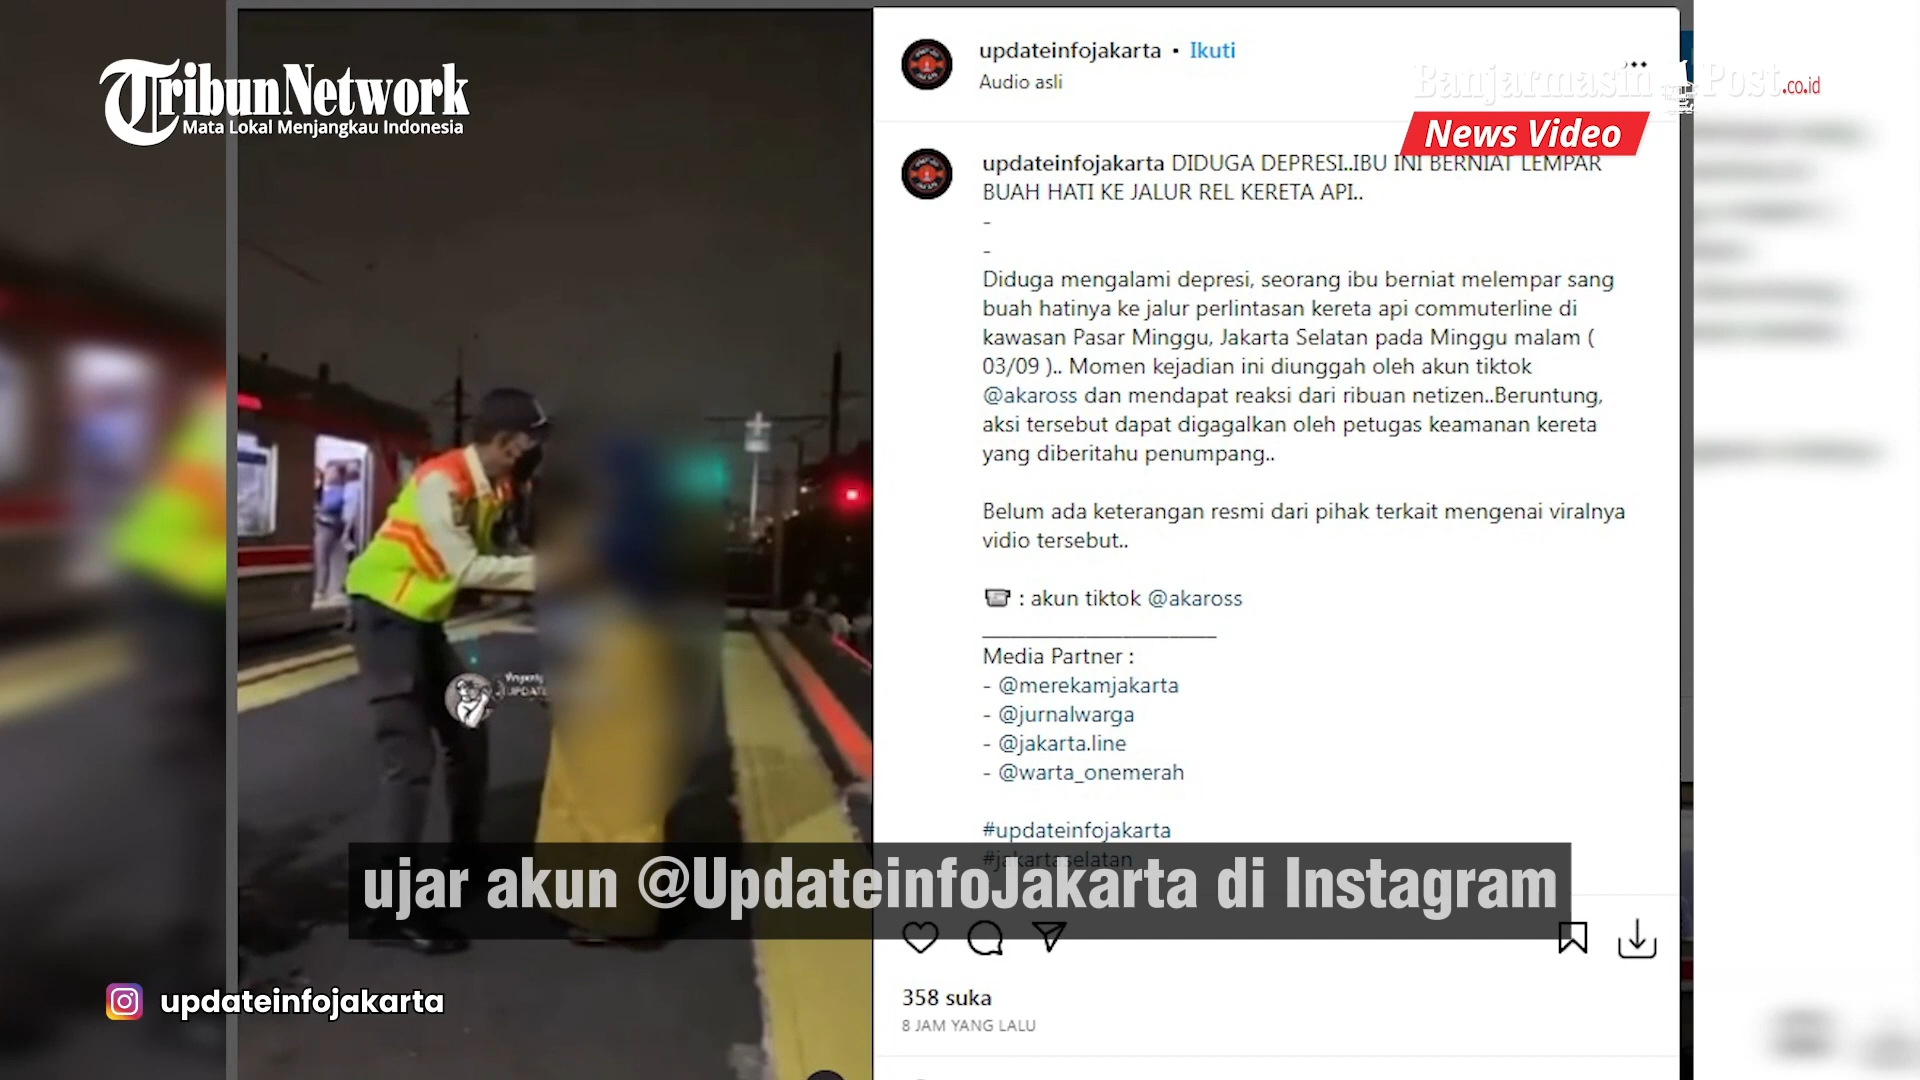 TribunNetwork
Mata Lokal Menjangkau Indonesia
updateinfojakarta • Ikuti
Audio asli
Banjarmasin Post.co.id
News Video
updateinfojakarta DIDUGA DEPRESI..IBU INI BERNIAT LEMPAR
BUAH HATI KE JALUR REL KERETA API..
-
-
Diduga mengalami depresi, seorang ibu berniat melempar sang
buah hatinya ke jalur perlintasan kereta api commuterline di
kawasan Pasar Minggu, Jakarta Selatan pada Minggu malam (
03/09 ).. Momen kejadian ini diunggah oleh akun tiktok
@akaross dan mendapat reaksi dari ribuan netizen..Beruntung,
aksi tersebut dapat digagalkan oleh petugas keamanan kereta
yang diberitahu penumpang..
Belum ada keterangan resmi dari pihak terkait mengenai viralnya
vidio tersebut..
: akun tiktok @akaross
Media Partner :
- @merekamjakarta
- @jurnalwarga
- @jakarta.line
- @warta_onemerah
#updateinfojakarta
#jakartaselatan
ujar akun @UpdateinfoJakarta di Instagram
358 suka
8 JAM YANG LALU
updateinfojakarta